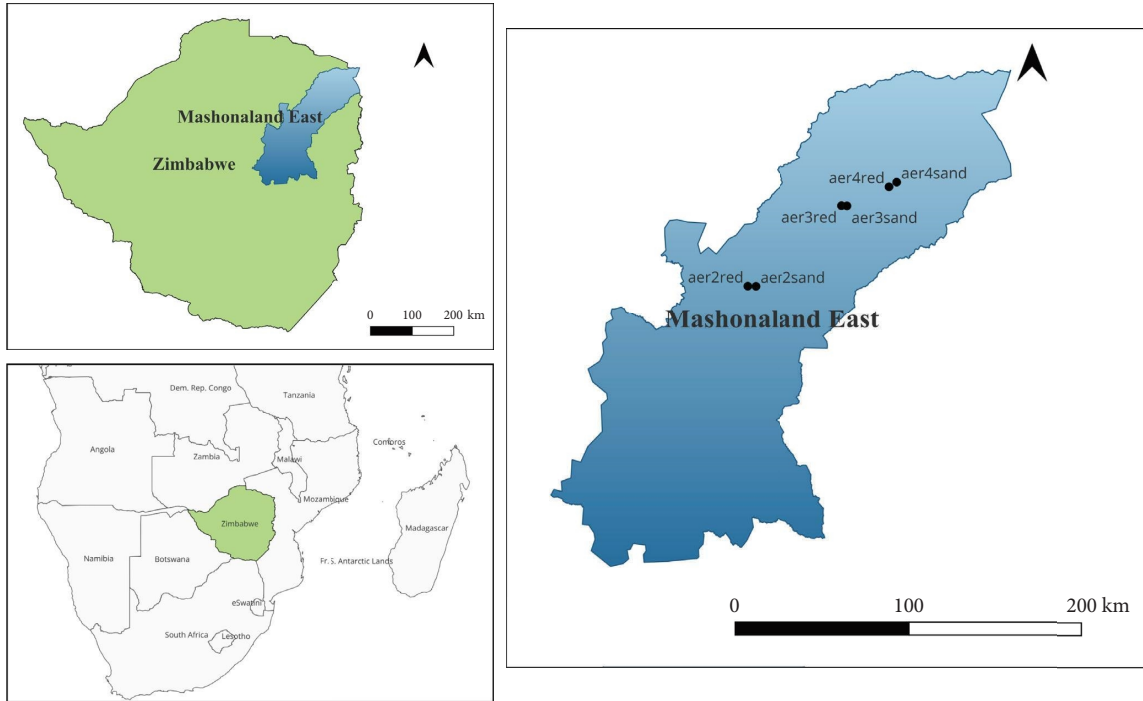 Mashonaland East
Zimbabwe
0 100 200 km
Dem. Rep. Congo
Tanzania
Angola
Comoros
Zambia
Malawi
Mozambique
Zimbabwe
Madagascar
Namibia
Botswana
Fr. S. Antarctic Lands
eSwatini
South Africa
Lesotho
aer4red aer4sand
aer3red aer3sand
aer2red aer2sand
Mashonaland East
0 100 200 km